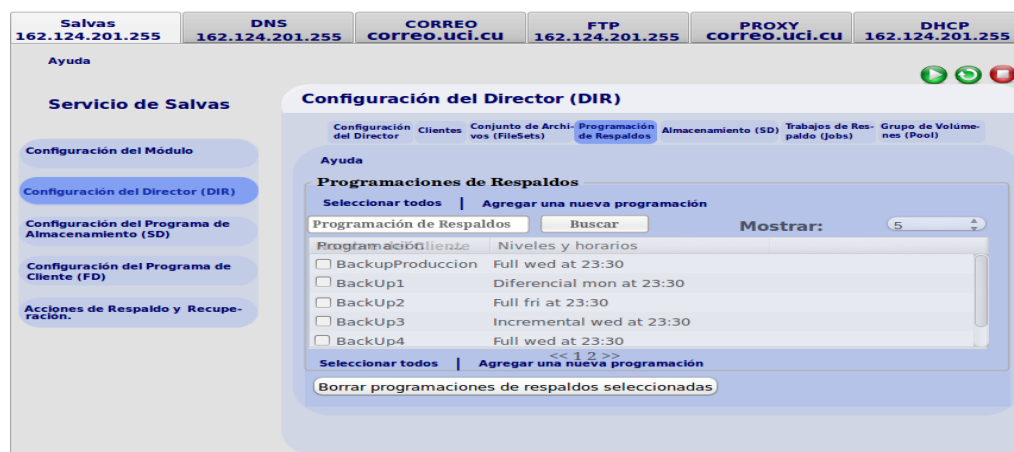 Salvas DNS CORREO FTP PROXY DHCP
162.124.201.255 162.124.201.255 correo.uci.cu 162.124.201.255 correo.uci.cu 162.124.201.255
Ayuda
Servicio de Salvas
Configuración del Módulo
Configuración del Director (DIR)
Configuración del Programa de
Almacenamiento (SD)
Configuración del Programa de
Cliente (FD)
Acciones de Respaldo y Recupe-
ración.
Configuración del Director (DIR)
Configuración
del Director
Clientes
Conjunto de Archi-
vos (FileSets)
Programación
de Respaldos
Almacenamiento (SD)
Trabajos de Res-
paldo (Jobs)
Grupo de Volúme-
nes (Pool)
Ayuda
Programaciones de Respaldos
Seleccionar todos | Agregar una nueva programación
Programación de Respaldos Buscar Mostrar: 5
Programación Niveles y horarios
BackupProduccion Full wed at 23:30
BackUp1 Diferencial mon at 23:30
BackUp2 Full fri at 23:30
BackUp3 Incremental wed at 23:30
BackUp4 Full wed at 23:30
<< 1 2 >>
Seleccionar todos | Agregar una nueva programación
Borrar programaciones de respaldos seleccionadas